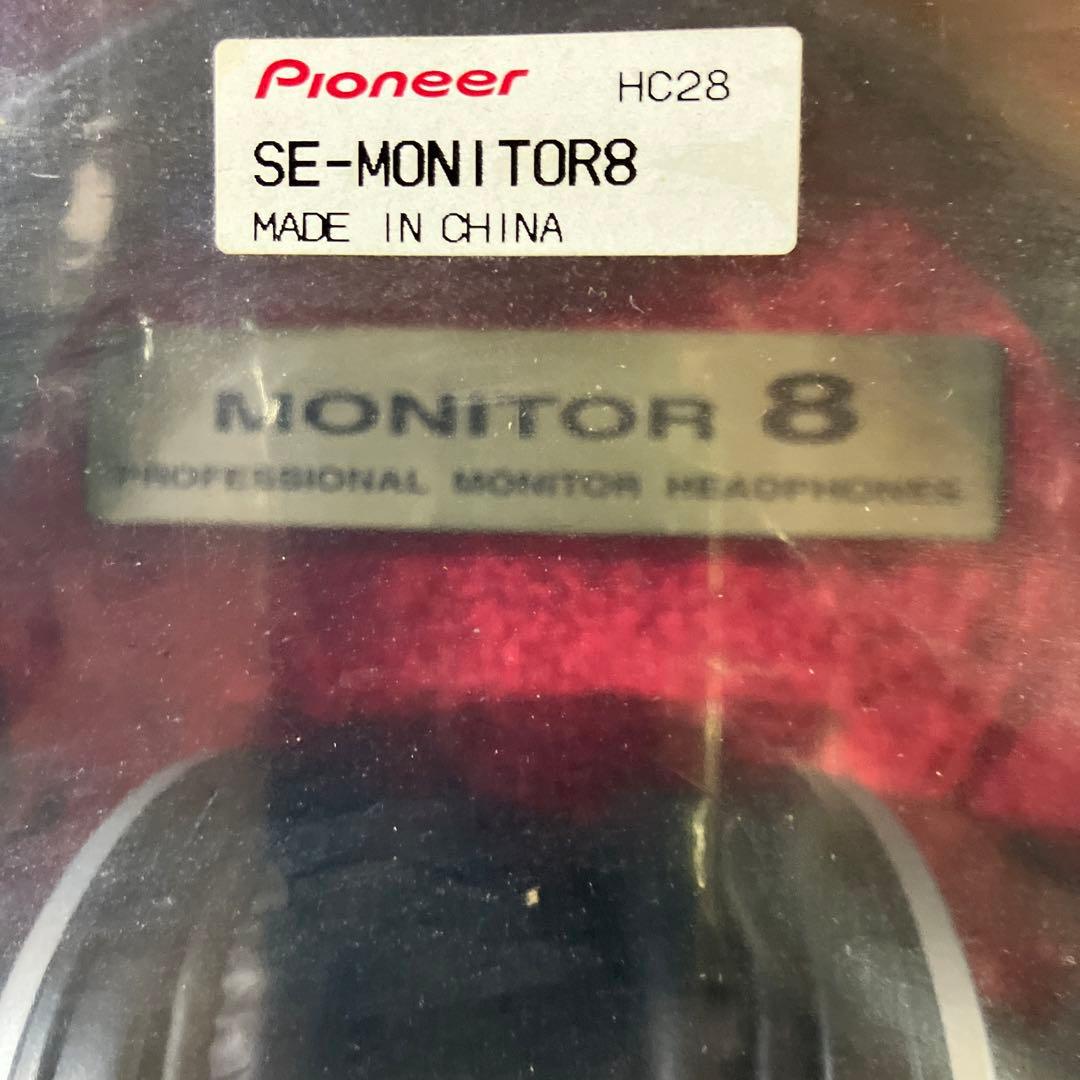 Pioneer HC28
SE-MONITOR8
MADE IN CHINA
MONITOR 8
PROFESSIONAL MONITOR HEADPHONES